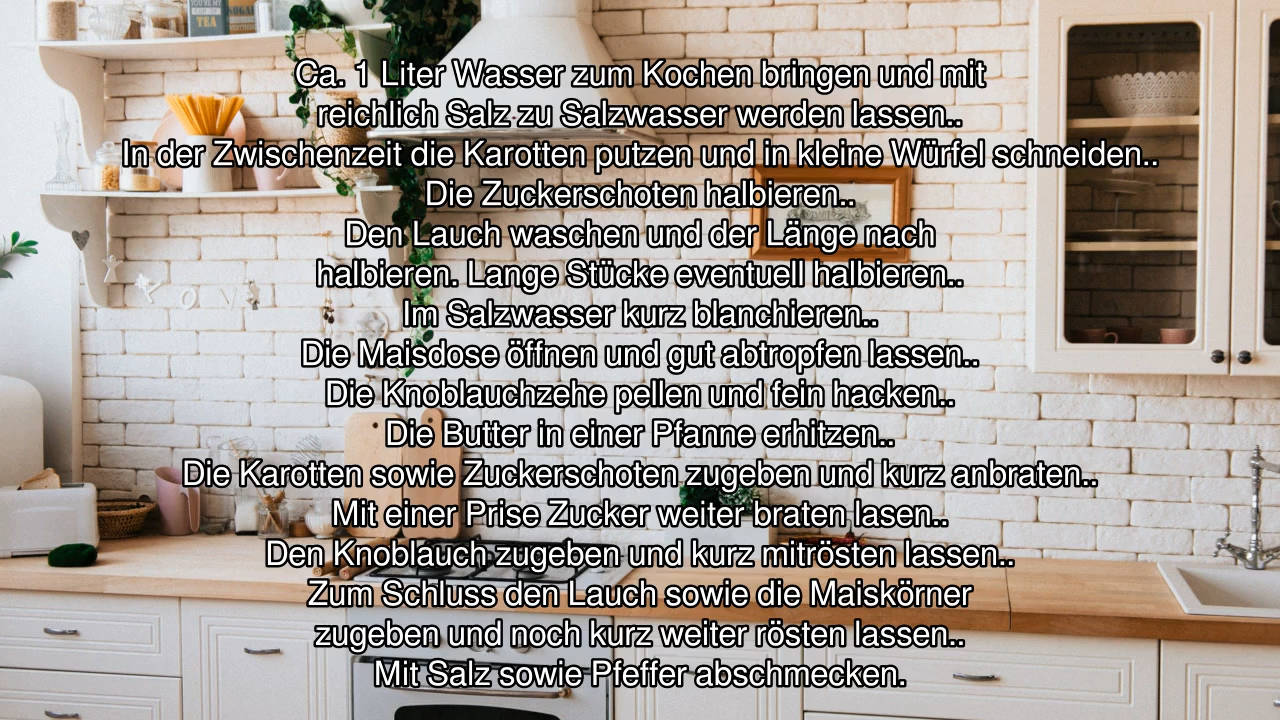 TEA
Ca. 1 Liter Wasser zum Kochen bringen und mit
reichlich Salz zu Salzwasser werden lassen..
In der Zwischenzeit die Karotten putzen und in kleine Würfel schneiden..
Die Zuckerschoten halbieren..
Den Lauch waschen und der Länge nach
halbieren. Lange Stücke eventuell halbieren..
Im Salzwasser kurz blanchieren..
Die Maisdose öffnen und gut abtropfen lassen..
Die Knoblauchzehe pellen und fein hacken..
Die Butter in einer Pfanne erhitzen..
Die Karotten sowie Zuckerschoten zugeben und kurz anbraten..
Mit einer Prise Zucker weiter braten lasen..
Den Knoblauch zugeben und kurz mitrösten lassen..
Zum Schluss den Lauch sowie die Maiskörner
zugeben und noch kurz weiter rösten lassen..
Mit Salz sowie Pfeffer abschmecken.